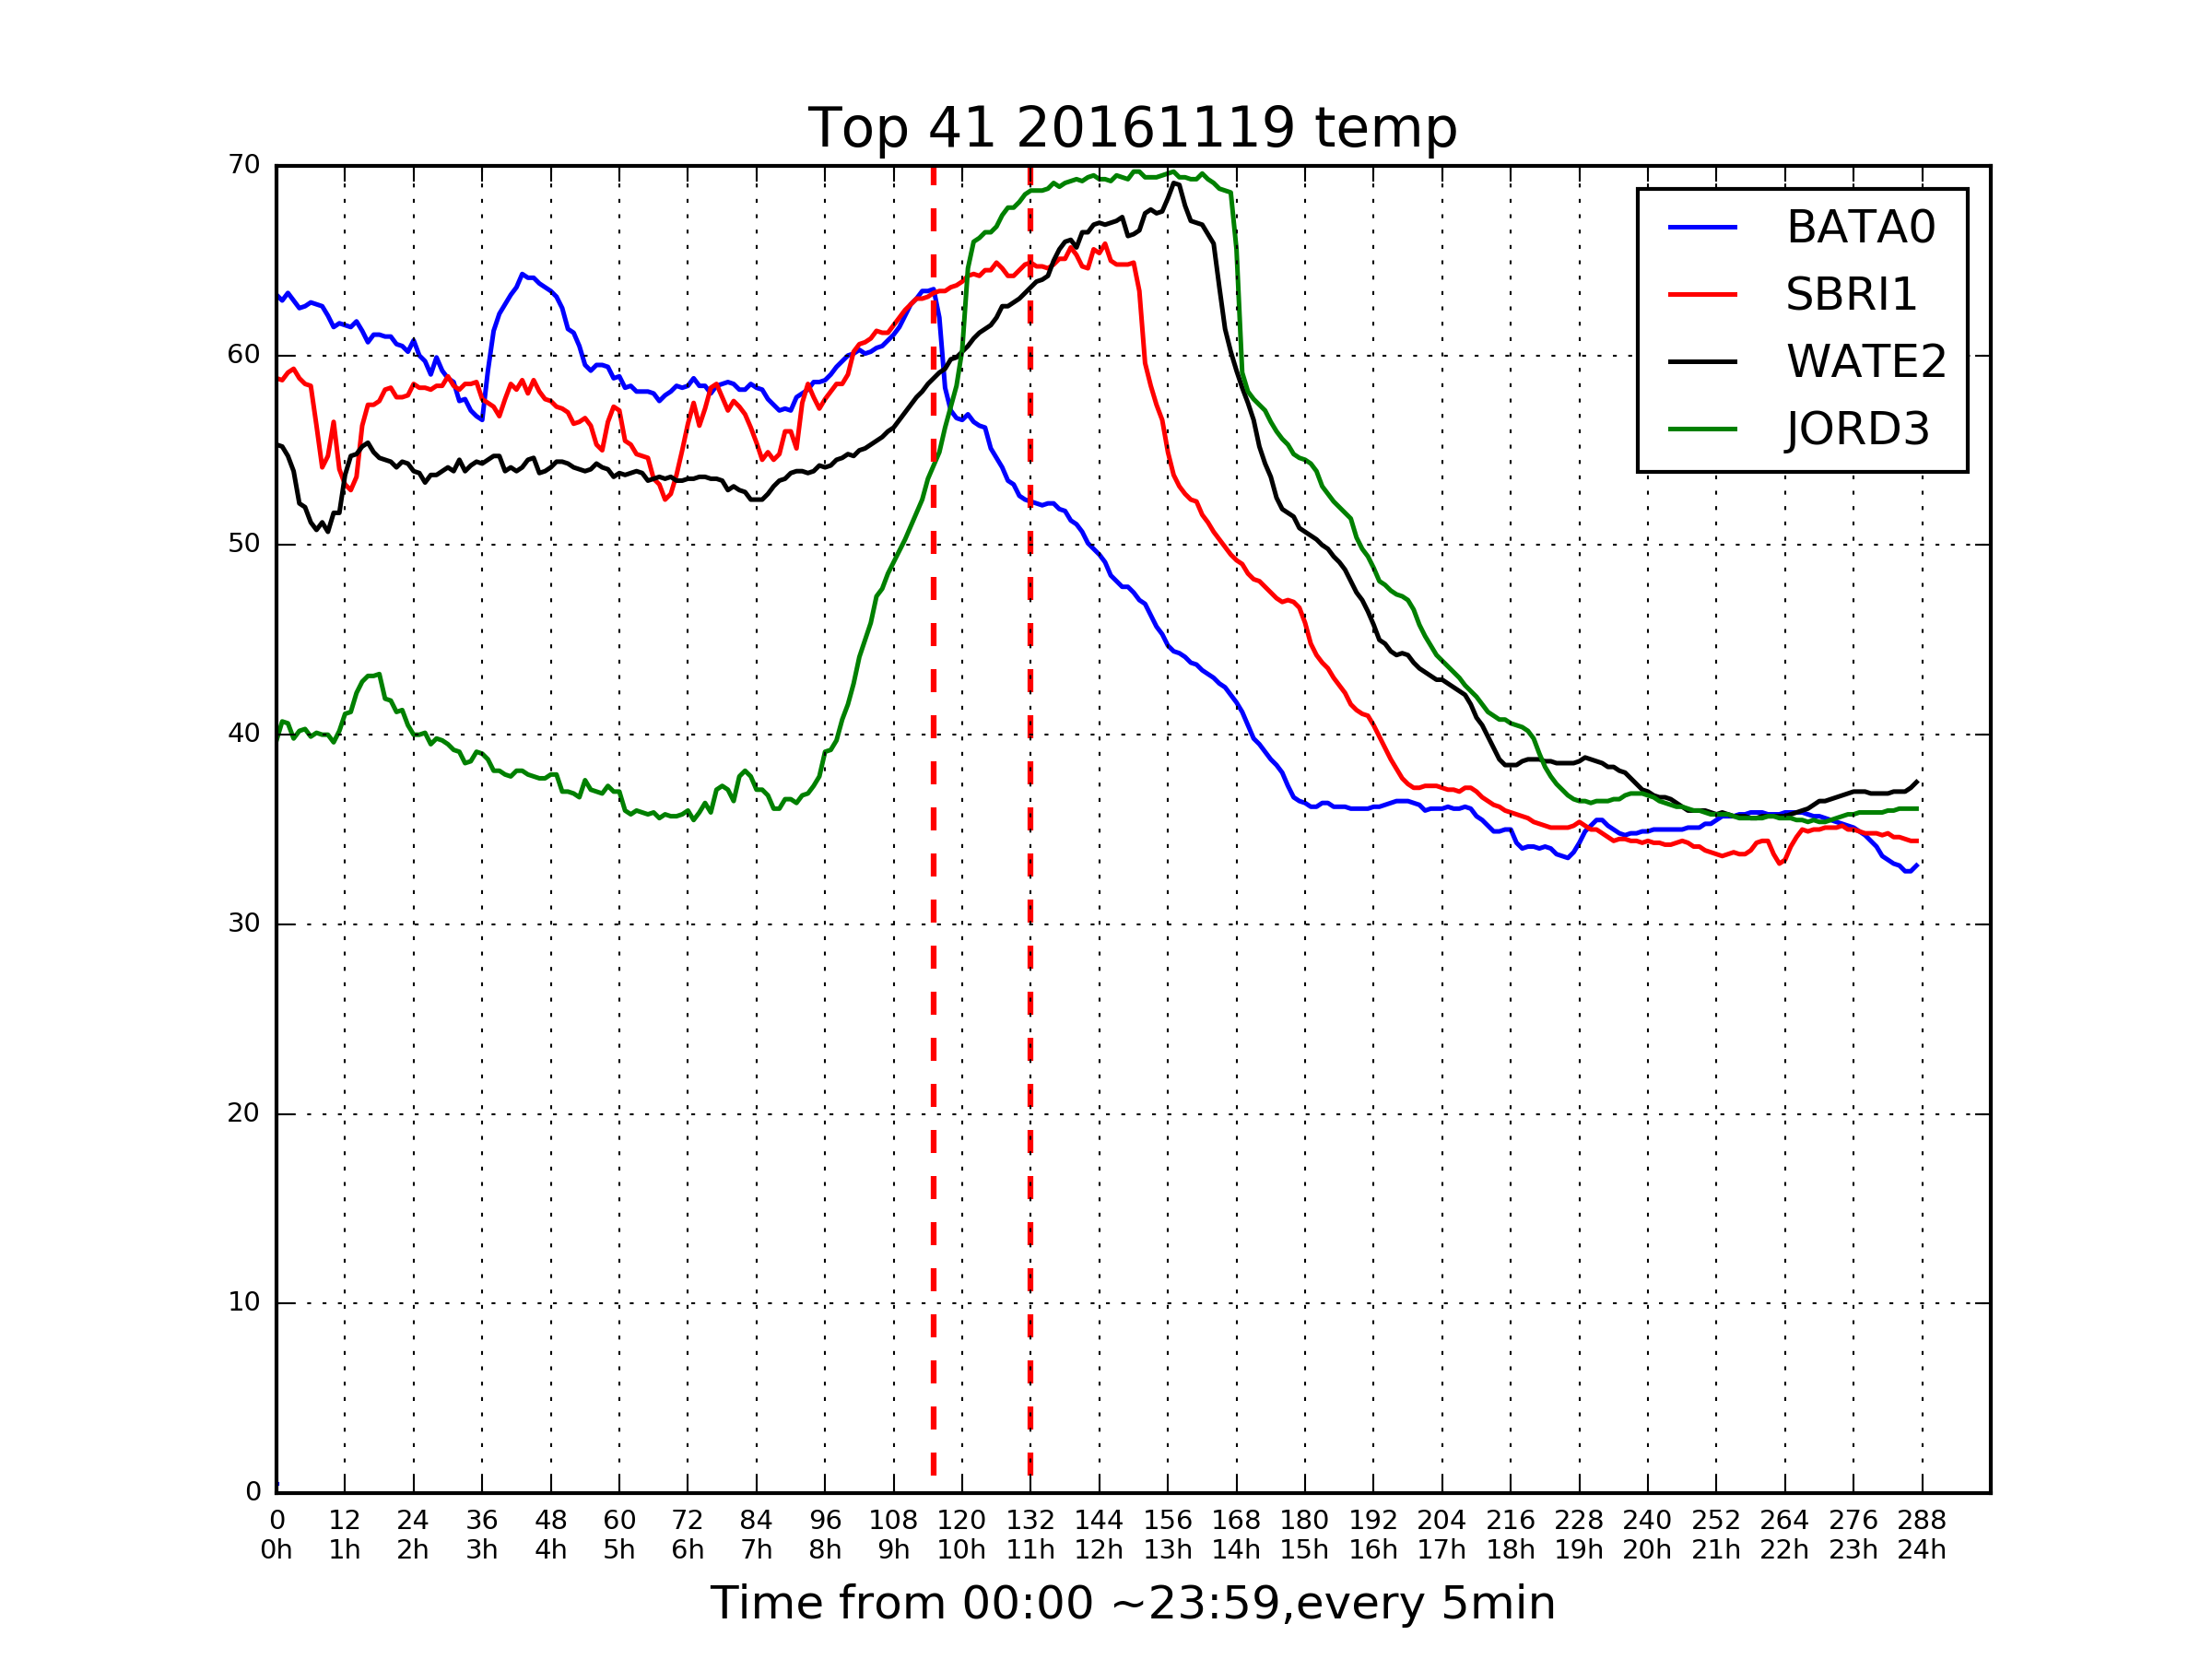 Top 41 20161119 temp
70
60
50
40
30
20
10
0
BATA0
SBRI1
WATE2
JORD3
0 12 24 36 48 60 72 84 96 108 120 132 144 156 168 180 192 204 216 228 240 252 264 276 288
0h 1h 2h 3h 4h 5h 6h 7h 8h 9h 10h 11h 12h 13h 14h 15h 16h 17h 18h 19h 20h 21h 22h 23h 24h
Time from 00:00 ~23:59,every 5min